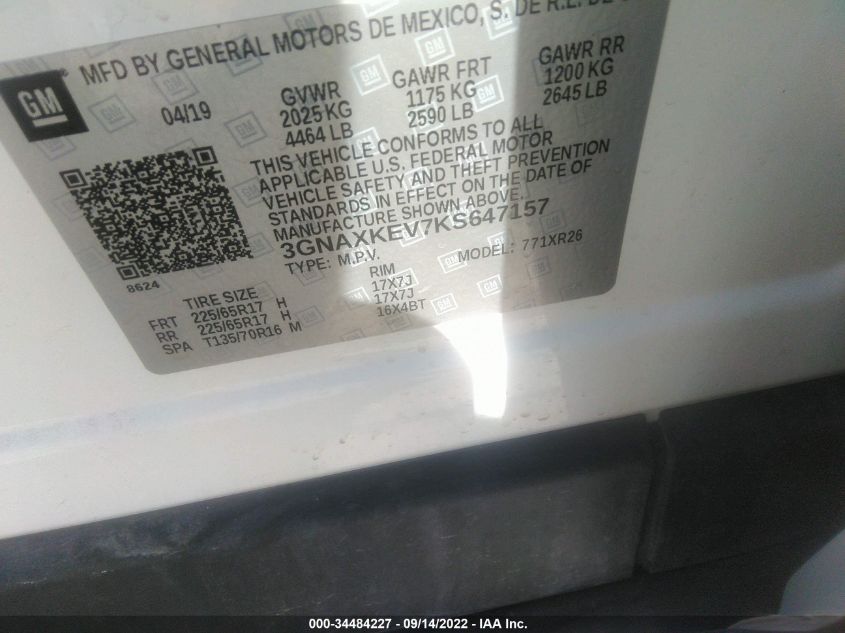 MFD BY GENERAL MOTORS DE MEXICO, S. DE R.L. DE
GM
04/19
GVWR
2025 KG
4464 LB
GAWR FRT
1175 KG
2590 LB
GAWR RR
1200 KG
2645 LB
THIS VEHICLE CONFORMS TO ALL
APPLICABLE U.S. FEDERAL MOTOR
VEHICLE SAFETY AND THEFT PREVENTION
STANDARDS IN EFFECT ON THE DATE OF
MANUFACTURE SHOWN ABOVE.
3GNAXKEV7KS647157
TYPE: M.P.V. MODEL: 771XR26
8624
TIRE SIZE RIM
FRT 225/65R17 H 17X7J
RR 225/65R17 H 17X7J
SPA T135/70R16 M 16X4BT
000-34484227 - 09/14/2022 - IAA Inc.